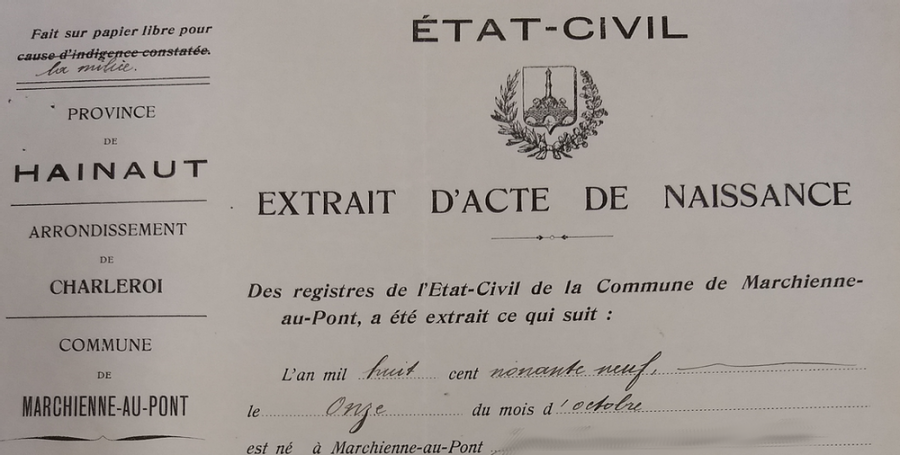 Fait sur papier libre pour
cause d'indigence constatée.
la milice.
PROVINCE
DE
HAINAUT
ARRONDISSEMENT
DE
CHARLEROI
COMMUNE
DE
MARCHIENNE-AU-PONT
ÉTAT-CIVIL
EXTRAIT D'ACTE DE NAISSANCE
Des registres de l'Etat-Civil de la Commune de Marchienne-
au-Pont, a été extrait ce qui suit :
L'an mil huit cent nonante neuf.
le Onze du mois d'octobre
est né à Marchienne-au-Pont